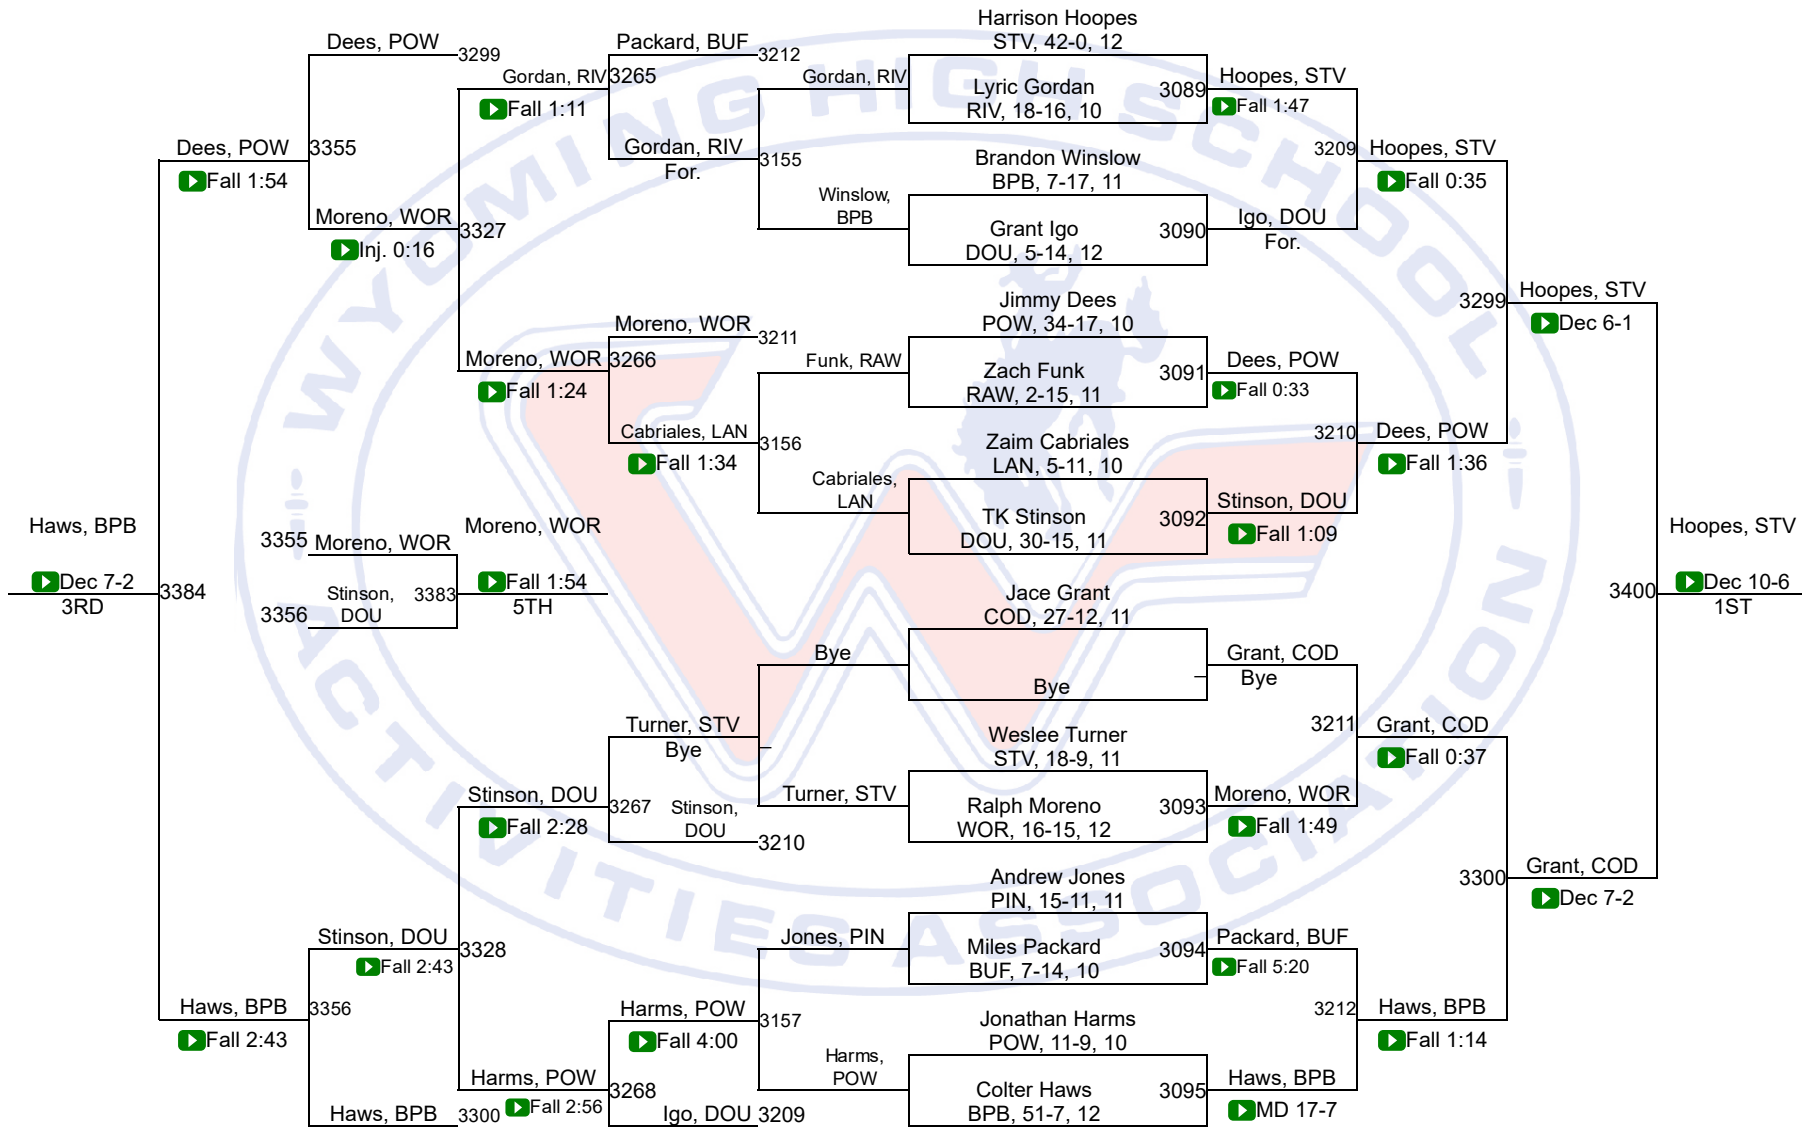 Harrison Hoopes
STV, 42-0, 12
Dees, POW
3299
Packard, BUF
3212
Gordan, RIV
3265
Fall 1:11
Gordan, RIV
Lyric Gordan
RIV, 18-16, 10
3089
Hoopes, STV
Fall 1:47
Dees, POW
3355
Fall 1:54
Gordan, RIV
For.
3155
Brandon Winslow
BPB, 7-17, 11
3209
Hoopes, STV
Fall 0:35
Moreno, WOR
3327
Inj. 0:16
Winslow,
BPB
Grant Igo
DOU, 5-14, 12
3090
Igo, DOU
For.
Jimmy Dees
POW, 34-17, 10
3299
Hoopes, STV
Dec 6-1
Moreno, WOR
3211
Moreno, WOR
3266
Fall 1:24
Funk, RAW
Zach Funk
RAW, 2-15, 11
3091
Dees, POW
Fall 0:33
Cabriales, LAN
3156
Fall 1:34
Zaim Cabriales
LAN, 5-11, 10
3210
Dees, POW
Fall 1:36
Cabriales,
LAN
TK Stinson
DOU, 30-15, 11
3092
Stinson, DOU
Fall 1:09
Haws, BPB
Dec 7-2
3RD
3384
3355
Moreno, WOR
3356
Stinson,
DOU
3383
Moreno, WOR
Fall 1:54
5TH
Hoopes, STV
3400
Dec 10-6
1ST
Jace Grant
COD, 27-12, 11
Bye
Bye
Grant, COD
Bye
Turner, STV
Bye
Weslee Turner
STV, 18-9, 11
3211
Grant, COD
Fall 0:37
Stinson, DOU
3267
Fall 2:28
Stinson,
DOU
3210
Turner, STV
Ralph Moreno
WOR, 16-15, 12
3093
Moreno, WOR
Fall 1:49
Andrew Jones
PIN, 15-11, 11
3300
Grant, COD
Dec 7-2
Stinson, DOU
3328
Fall 2:43
Jones, PIN
Miles Packard
BUF, 7-14, 10
3094
Packard, BUF
Fall 5:20
Haws, BPB
3356
Fall 2:43
Harms, POW
3157
Fall 4:00
Jonathan Harms
POW, 11-9, 10
3212
Haws, BPB
Fall 1:14
Harms, POW
3268
Fall 2:56
Harms,
POW
Colter Haws
BPB, 51-7, 12
3095
Haws, BPB
MD 17-7
Haws, BPB
3300
Igo, DOU
3209
WYOMING HIGH SCHOOL
ACTIVITIES ASSOCIATION